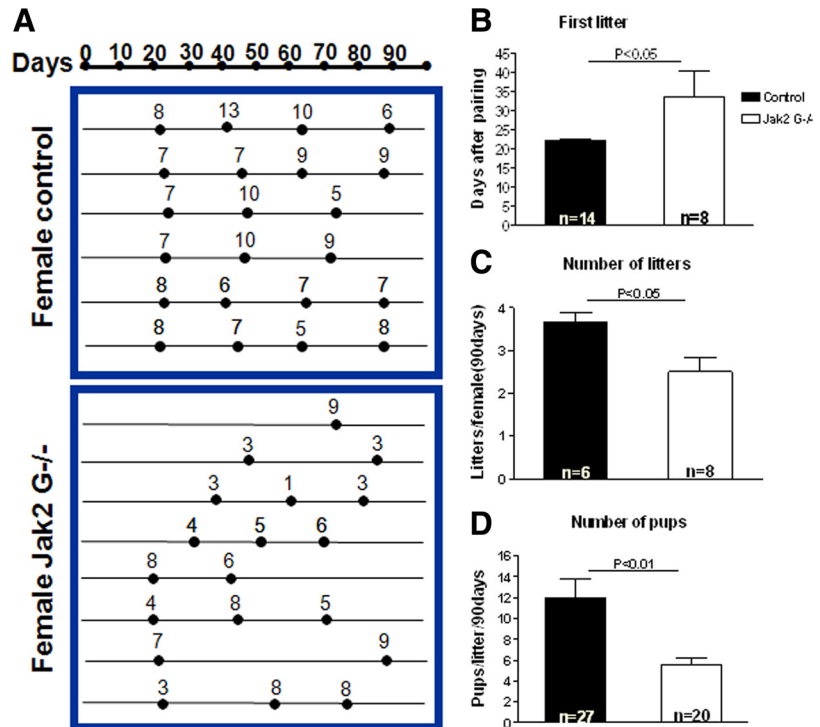 A
Days 0 10 20 30 40 50 60 70 80 90
Female control
8 13 10 6
7 7 9 9
7 10 5
7 10 9
8 6 7 7
8 7 5 8
Female Jak2 G-/-
9
3 3
3 1 3
4 5 6
8 6
4 8 5
7 9
3 8 8
B
First litter
P<0.05
Days after pairing
45
40
35
30
25
20
15
10
5
0
n=14 n=8
Control
Jak2 G-/
C
Number of litters
P<0.05
Litters/female(90days)
4
3
2
1
0
n=6 n=8
D
Number of pups
P<0.01
Pups/litter/90days
16
14
12
10
8
6
4
2
0
n=27 n=20